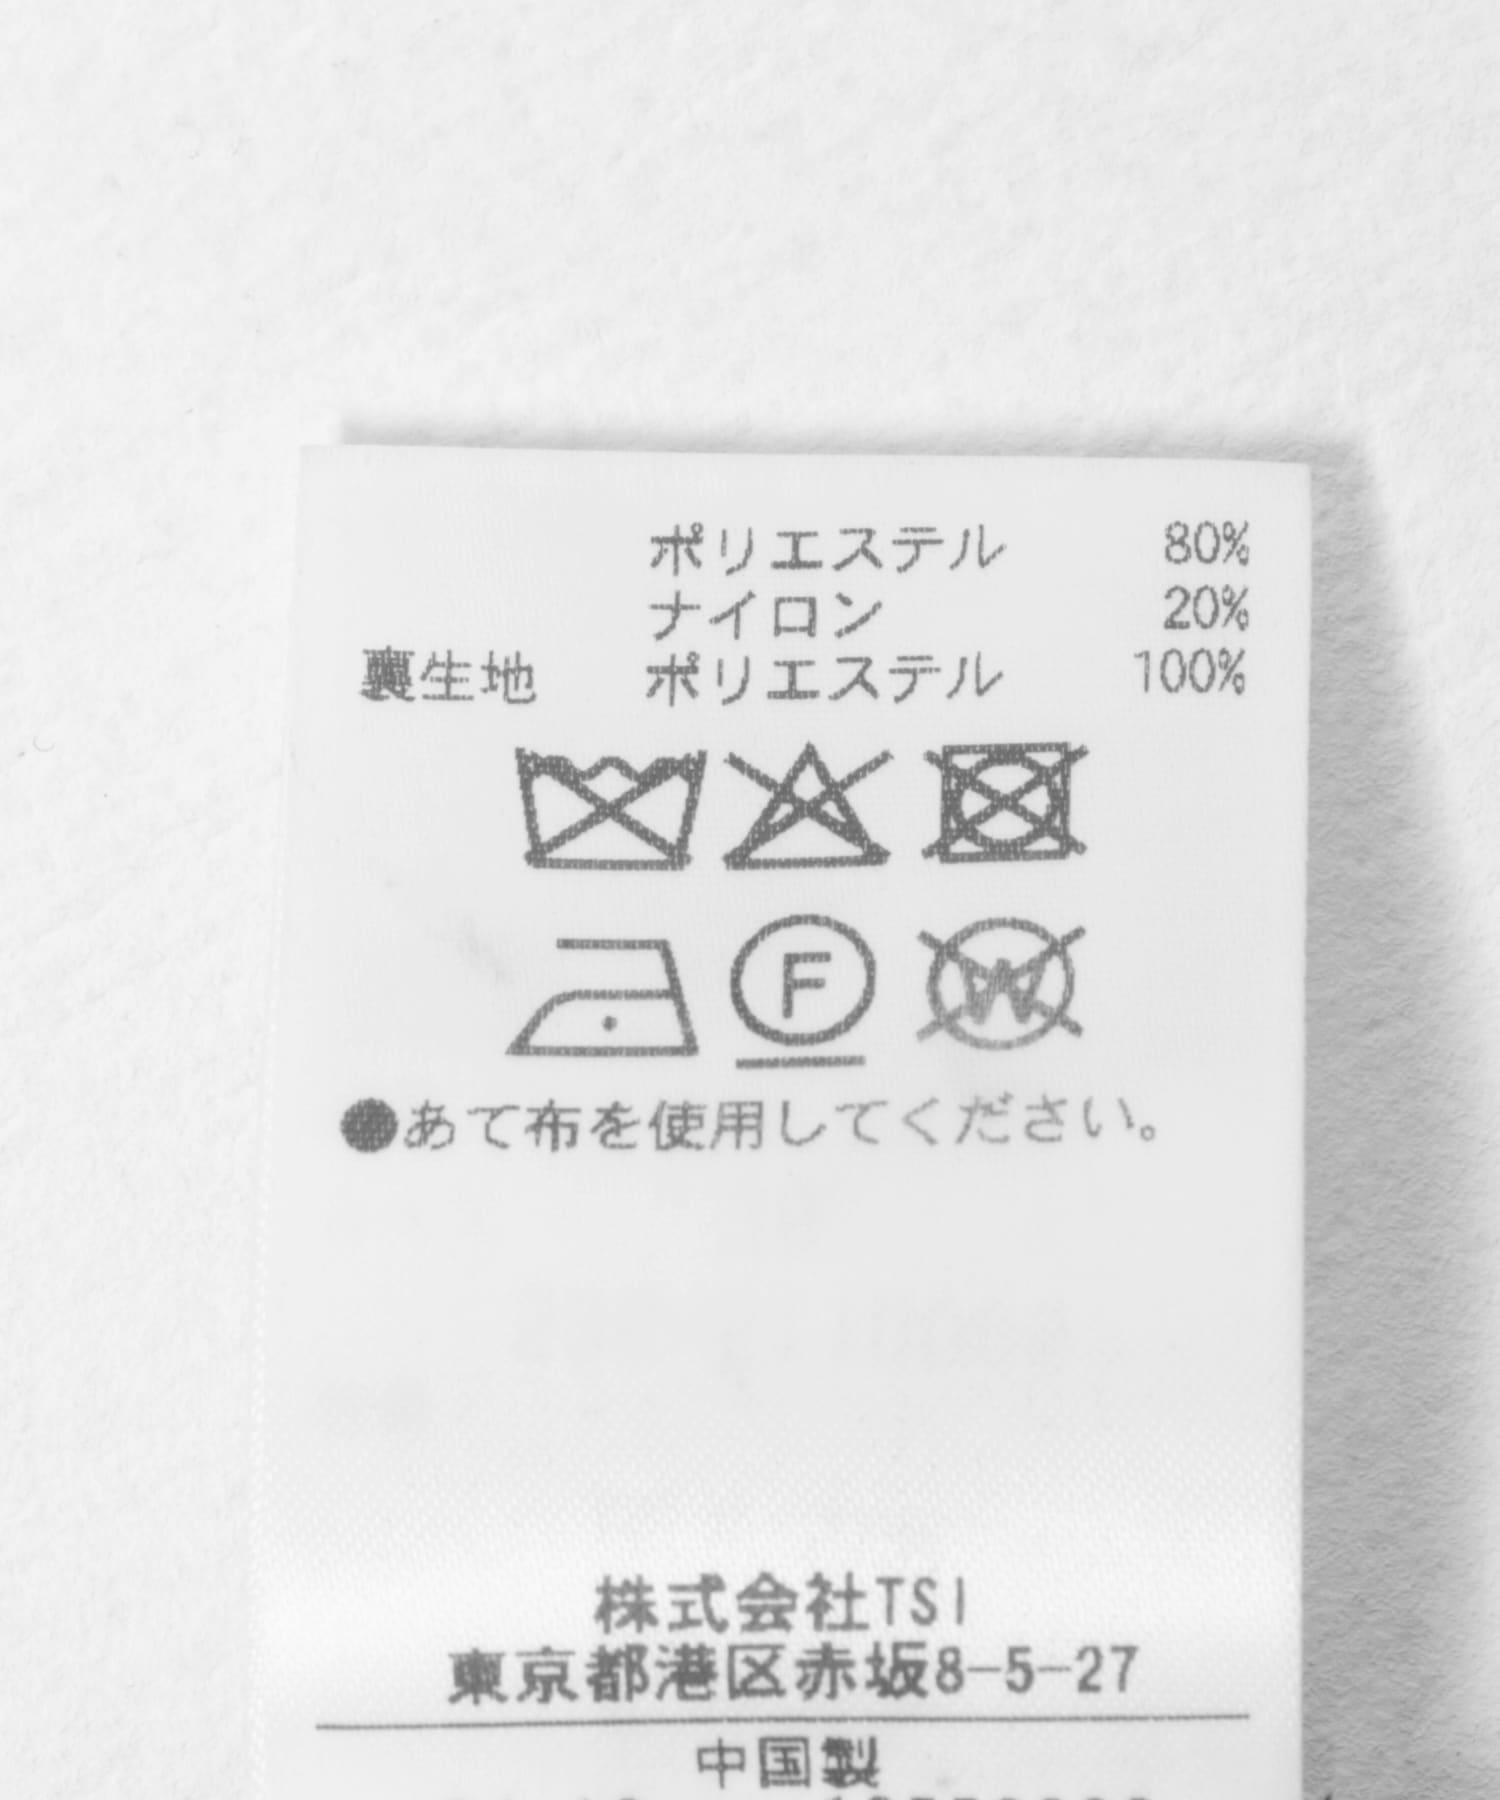 ポリエステル 80%
ナイロン 20%
裏生地 ポリエステル 100%
F
W
●あて布を使用してください。
株式会社TSI
東京都港区赤坂8-5-27
中国製